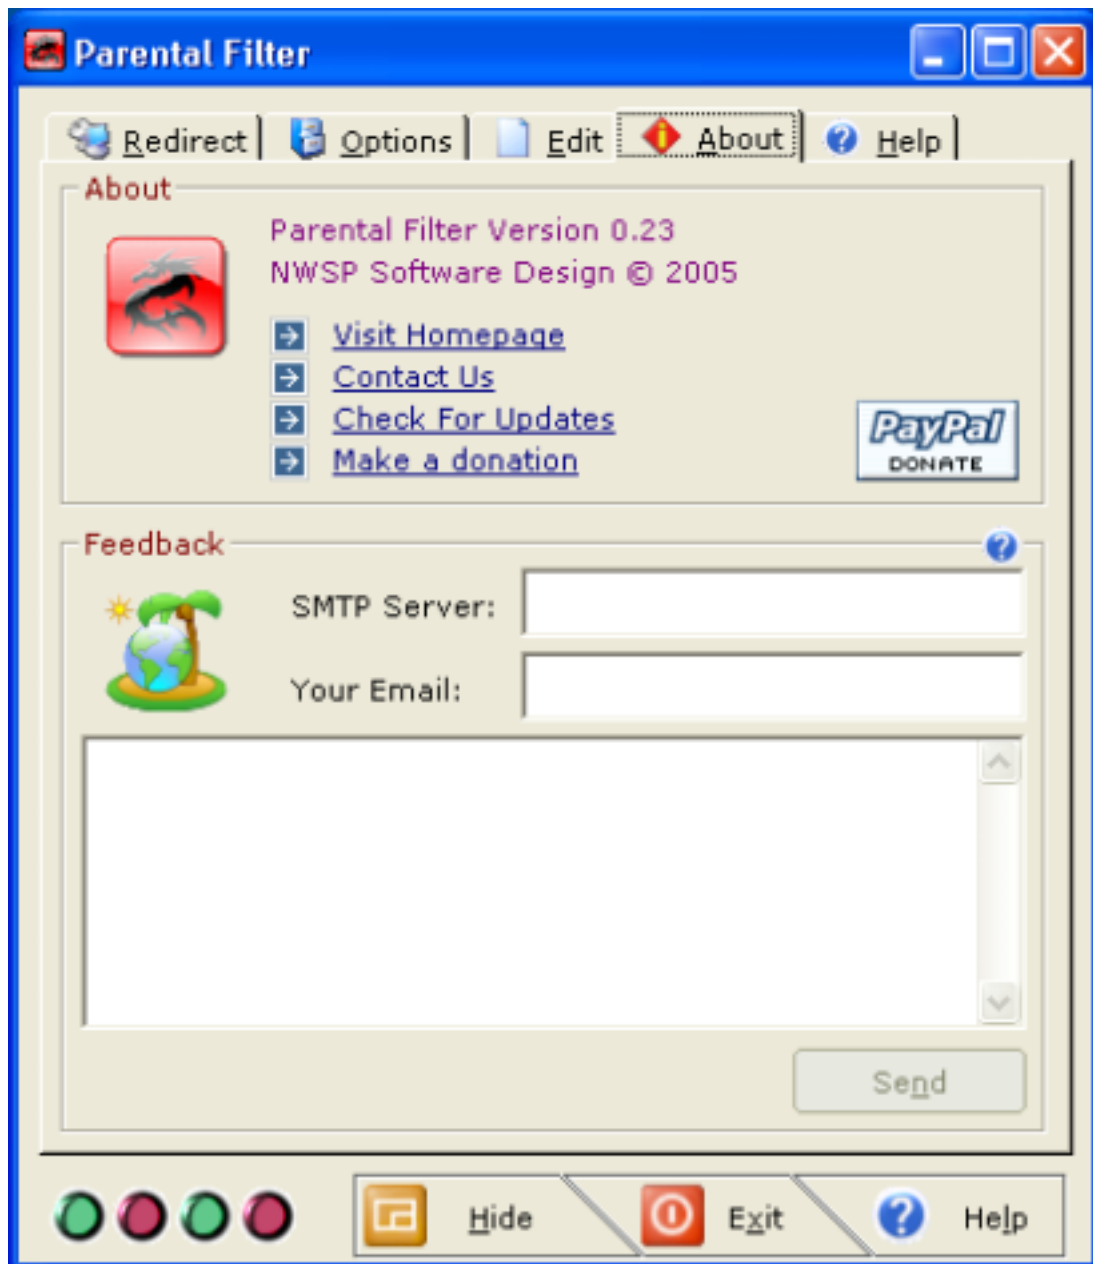 Parental Filter
Redirect Options Edit About Help
About
Parental Filter Version 0.23
NWSP Software Design © 2005
Visit Homepage
Contact Us
Check For Updates
Make a donation
PayPal
DONATE
Feedback
SMTP Server:
Your Email:
Send
Hide Exit Help